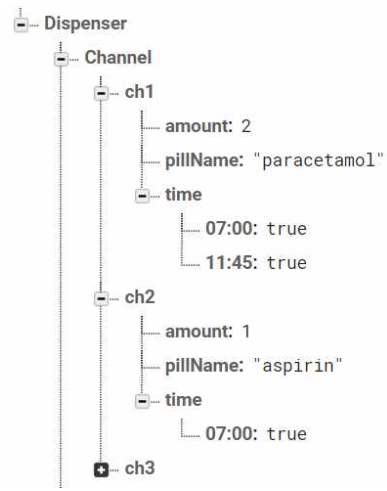 Dispenser
Channel
ch1
amount: 2
pillName: "paracetamol"
time
07:00: true
11:45: true
ch2
amount: 1
pillName: "aspirin"
time
07:00: true
ch3